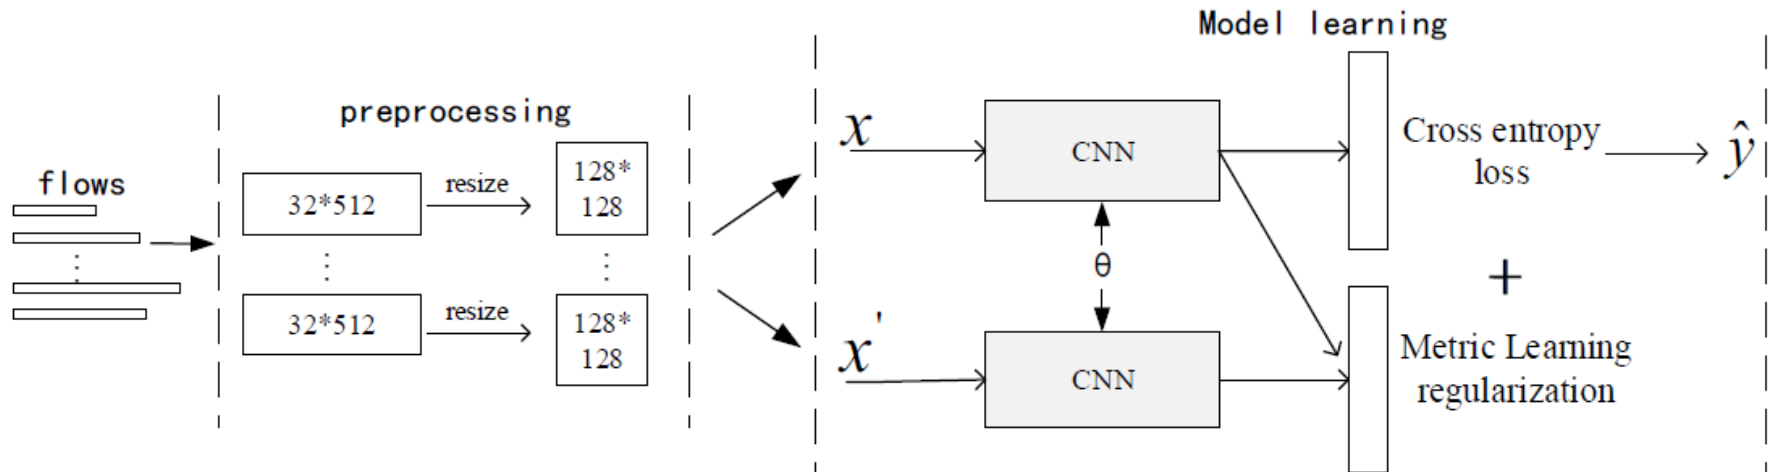 flows
preprocessing
32*512
resize
128*
128
32*512
resize
128*
128
Model learning
x
CNN
θ
x'
CNN
Cross entropy
loss
ŷ
+
Metric Learning
regularization